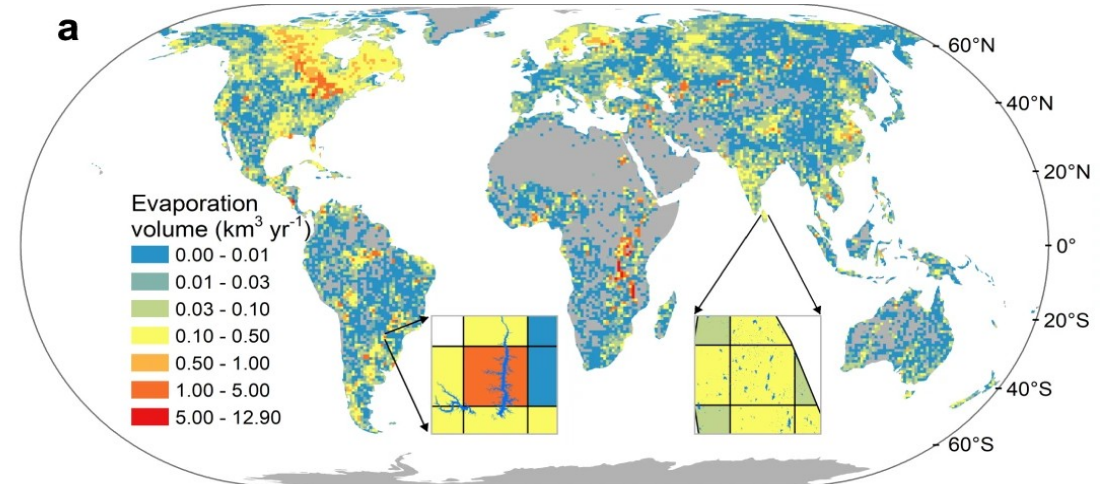 a
60°N
40°N
20°N
0°
20°S
40°S
60°S
Evaporation
volume (km³ yr⁻¹)
0.00 - 0.01
0.01 - 0.03
0.03 - 0.10
0.10 - 0.50
0.50 - 1.00
1.00 - 5.00
5.00 - 12.90